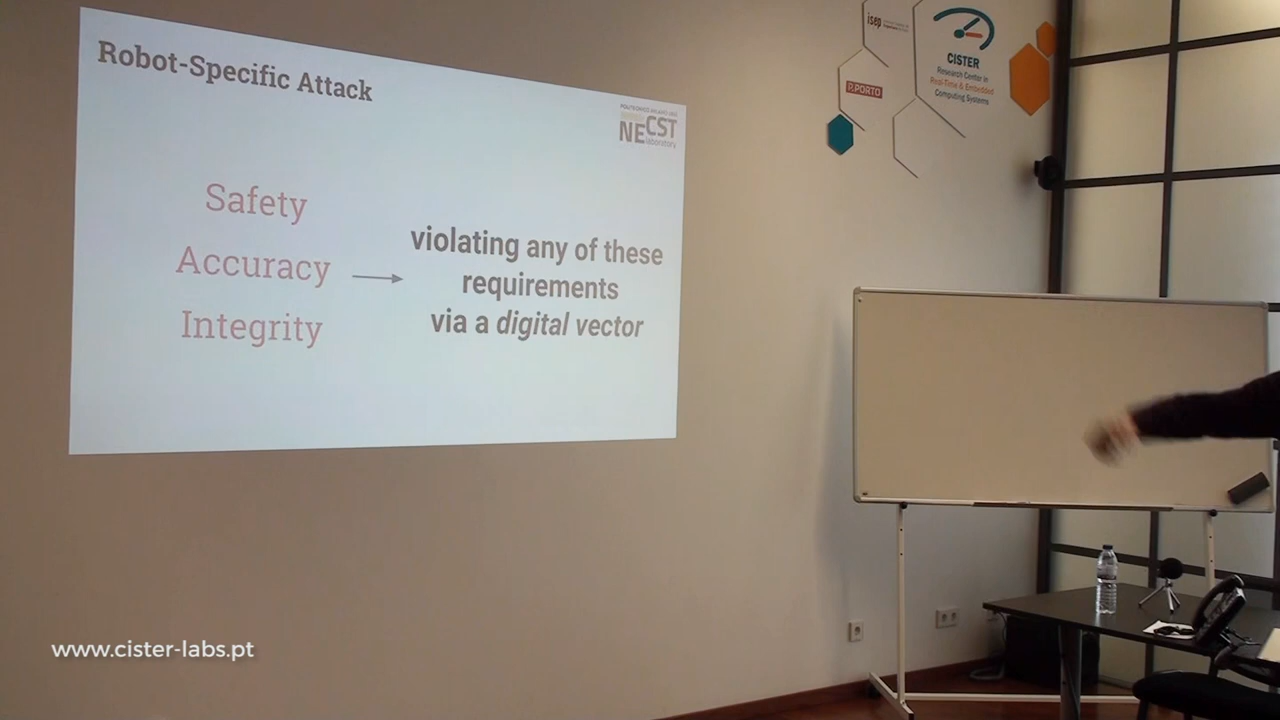 Robot-Specific Attack
NECST
laboratory
Safety
Accuracy
Integrity
violating any of these
requirements
via a digital vector
isep
P.PORTO
CISTER
Research Center in
Real-Time & Embedded
Computing Systems
www.cister-labs.pt